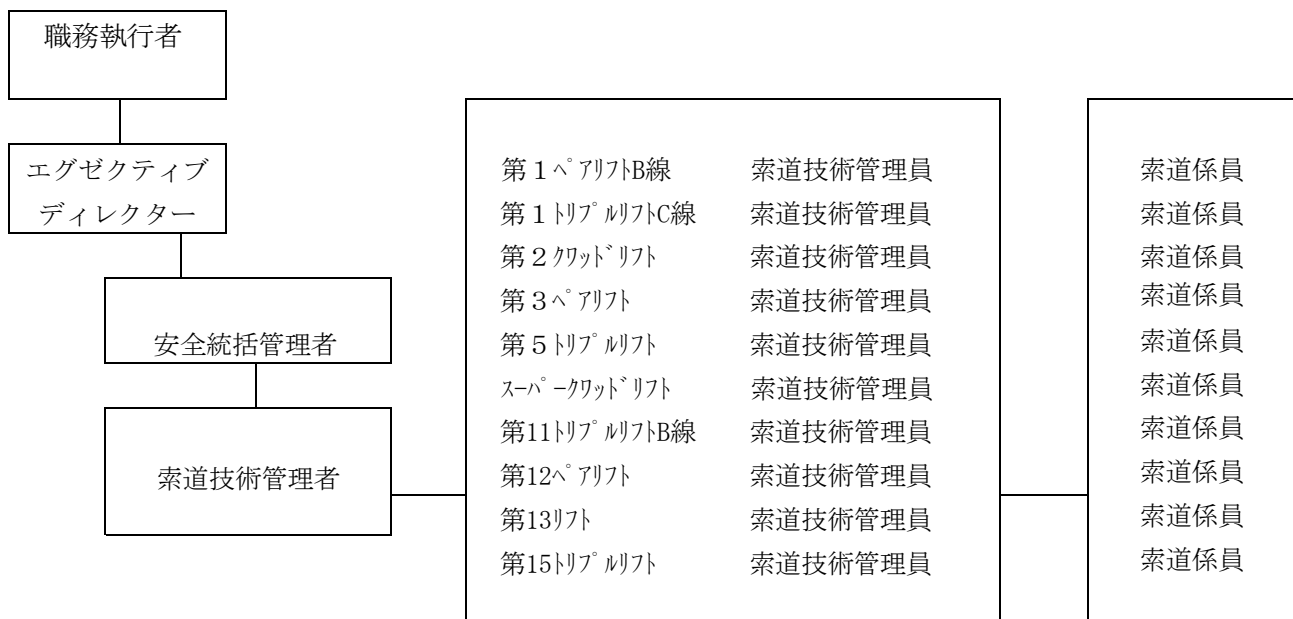 職務執行者
エグゼクティブ
ディレクター
安全統括管理者
索道技術管理者
第1ﾍﾟｱﾘﾌﾄB線 索道技術管理員 索道係員
第1ﾄﾘﾌﾟﾙﾘﾌﾄC線 索道技術管理員 索道係員
第2ｸﾜｯﾄﾞﾘﾌﾄ 索道技術管理員 索道係員
第3ﾍﾟｱﾘﾌﾄ 索道技術管理員 索道係員
第5ﾄﾘﾌﾟﾙﾘﾌﾄ 索道技術管理員 索道係員
ｽｰﾊﾟｰｸﾜｯﾄﾞﾘﾌﾄ 索道技術管理員 索道係員
第11ﾄﾘﾌﾟﾙﾘﾌﾄB線 索道技術管理員 索道係員
第12ﾍﾟｱﾘﾌﾄ 索道技術管理員 索道係員
第13ﾘﾌﾄ 索道技術管理員 索道係員
第15ﾄﾘﾌﾟﾙﾘﾌﾄ 索道技術管理員 索道係員